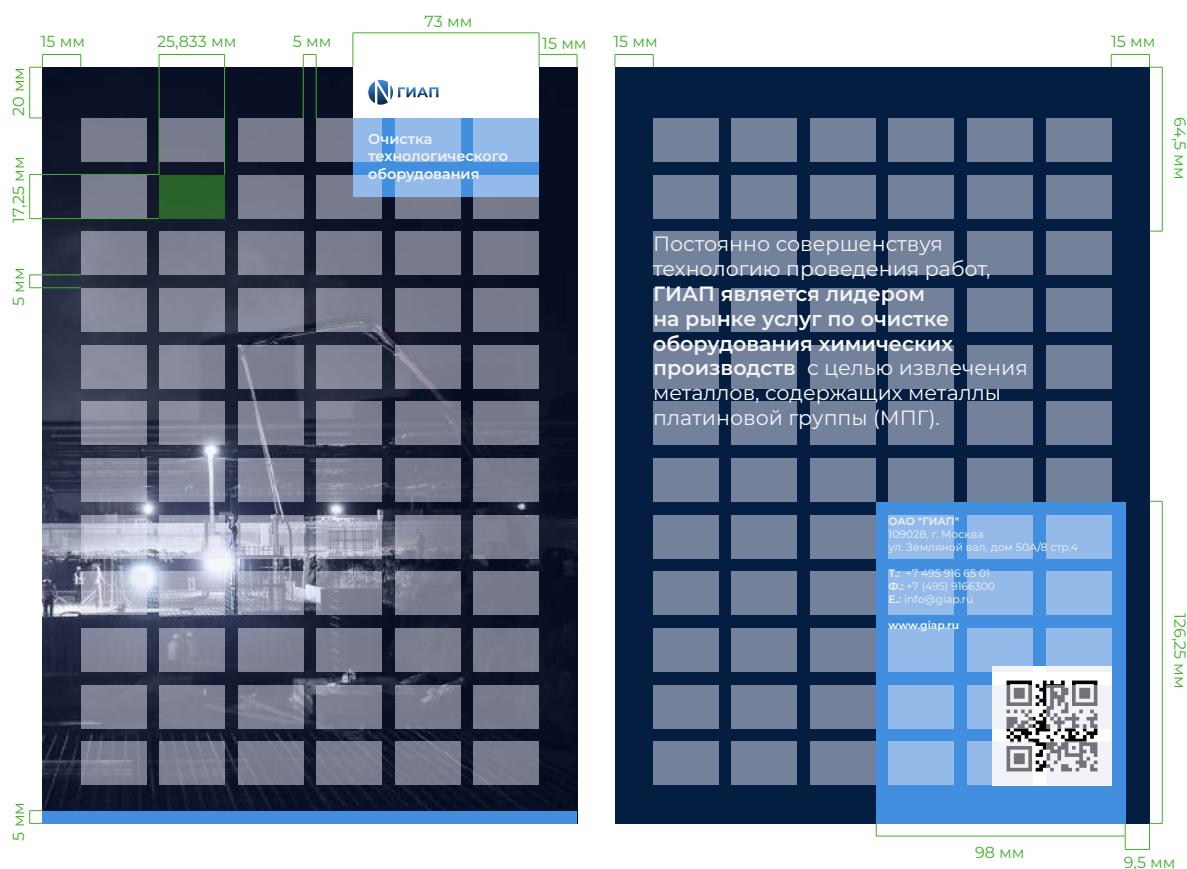 73 мм
15 мм
25,833 мм
5 мм
15 мм
20 мм
17,25 мм
5 мм
5 мм
ГИАП
Очистка
технологического
оборудования
15 мм
15 мм
64,5 мм
Постоянно совершенствуя
технологию проведения работ,
ГИАП является лидером
на рынке услуг по очистке
оборудования химических
производств с целью извлечения
металлов, содержащих металлы
платиновой группы (МПГ).
ОАО "ГИАП"
109028, г. Москва
ул. Земляной вал, дом 50А/8 стр.4
Т.: +7 495 916 65 01
Ф.: +7 (495) 9166300
Е.: info@giap.ru
www.giap.ru
126,25 мм
98 мм
9,5 мм